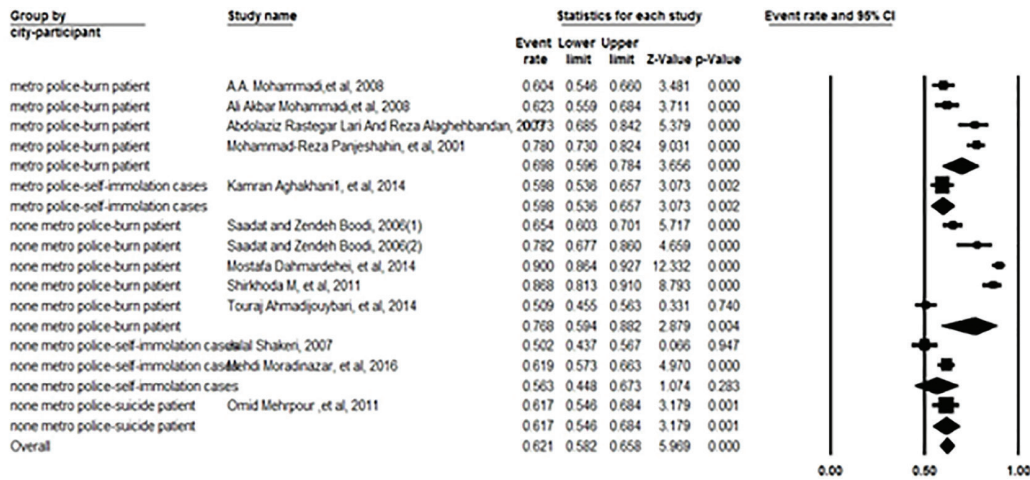 Group by Study name Statistics for each study Event rate and 95% CI
city-participant
Event rate Lower limit Upper limit Z-Value p-Value
metro police-burn patient A.A. Mohammadi,et al, 2008 0.604 0.546 0.660 3.481 0.000
metro police-burn patient Ali Akbar Mohammadi,et al, 2008 0.623 0.559 0.684 3.711 0.000
metro police-burn patient Abdolaziz Rastegar Lari And Reza Alaghehbandan, 0.685 0.842 5.379 0.000
metro police-burn patient Mohammad-Reza Panjeshahin, et al, 2001 0.780 0.730 0.824 9.031 0.000
metro police-burn patient 0.698 0.596 0.784 3.656 0.000
metro police-self-immolation cases Kamran Aghakhani1, et al, 2014 0.598 0.536 0.657 3.073 0.002
metro police-self-immolation cases 0.598 0.536 0.657 3.073 0.002
none metro police-burn patient Saadat and Zendeh Boodi, 2006(1) 0.654 0.603 0.701 5.717 0.000
none metro police-burn patient Saadat and Zendeh Boodi, 2006(2) 0.782 0.677 0.860 4.659 0.000
none metro police-burn patient Mostafa Dahmardehei, et al, 2014 0.900 0.864 0.927 12.332 0.000
none metro police-burn patient Shirkhoda M, et al, 2011 0.868 0.813 0.910 8.793 0.000
none metro police-burn patient Touraj Ahmadijouybari, et al, 2014 0.509 0.455 0.563 0.331 0.740
none metro police-burn patient 0.768 0.594 0.882 2.879 0.004
none metro police-self-immolation cases Shakeri, 2007 0.502 0.437 0.567 0.066 0.947
none metro police-self-immolation cases Mehdi Moradinazar, et al, 2016 0.619 0.573 0.663 4.970 0.000
none metro police-self-immolation cases 0.563 0.448 0.673 1.074 0.283
none metro police-suicide patient Omid Mehrpour ,et al, 2011 0.617 0.546 0.684 3.179 0.001
none metro police-suicide patient 0.617 0.546 0.684 3.179 0.001
Overall 0.621 0.582 0.658 5.969 0.000
0.00 0.50 1.00